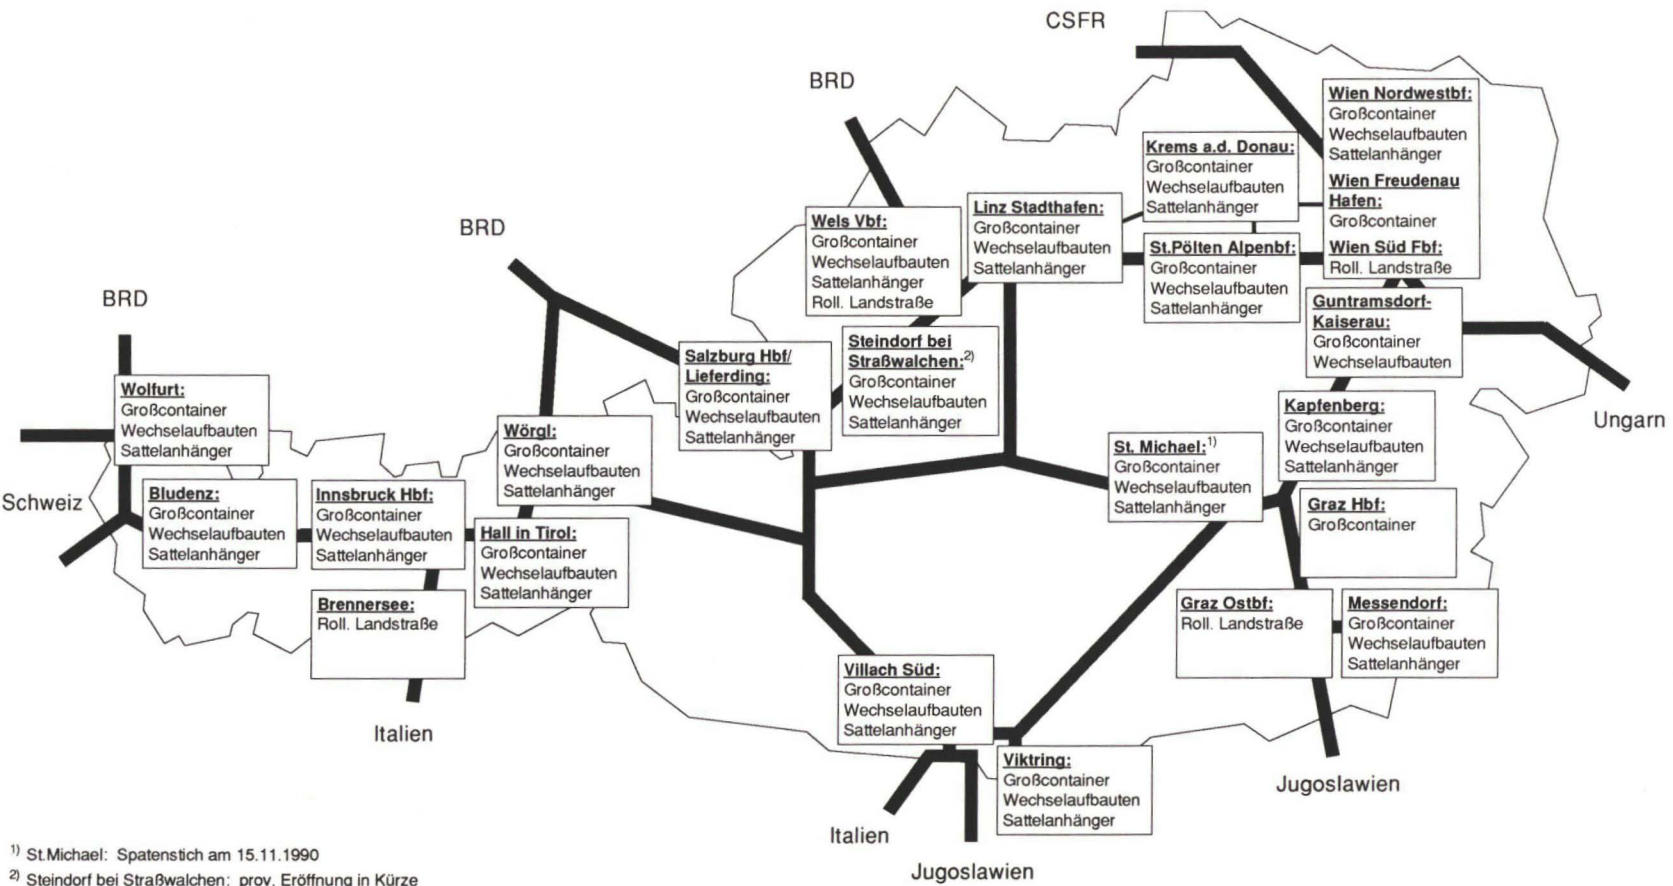 CSFR
BRD
BRD
BRD
Schweiz
Italien
Italien
Jugoslawien
Jugoslawien
Ungarn
Wolfurt:
Großcontainer
Wechselaufbauten
Sattelanhänger
Bludenz:
Großcontainer
Wechselaufbauten
Sattelanhänger
Innsbruck Hbf:
Großcontainer
Wechselaufbauten
Sattelanhänger
Brennersee:
Roll. Landstraße
Hall in Tirol:
Großcontainer
Wechselaufbauten
Sattelanhänger
Wörgl:
Großcontainer
Wechselaufbauten
Sattelanhänger
Salzburg Hbf/
Lieferding:
Großcontainer
Wechselaufbauten
Sattelanhänger
Wels Vbf:
Großcontainer
Wechselaufbauten
Sattelanhänger
Roll. Landstraße
Steindorf bei
Straßwalchen:2)
Großcontainer
Wechselaufbauten
Sattelanhänger
Linz Stadthafen:
Großcontainer
Wechselaufbauten
Sattelanhänger
Krems a.d. Donau:
Großcontainer
Wechselaufbauten
Sattelanhänger
St.Pölten Alpenbf:
Großcontainer
Wechselaufbauten
Sattelanhänger
Wien Nordwestbf:
Großcontainer
Wechselaufbauten
Sattelanhänger
Wien Freudenau
Hafen:
Großcontainer
Wien Süd Fbf:
Roll. Landstraße
Guntramsdorf-
Kaiserau:
Großcontainer
Wechselaufbauten
Kapfenberg:
Großcontainer
Wechselaufbauten
Sattelanhänger
St. Michael:1)
Großcontainer
Wechselaufbauten
Sattelanhänger
Graz Hbf:
Großcontainer
Graz Ostbf:
Roll. Landstraße
Messendorf:
Großcontainer
Wechselaufbauten
Sattelanhänger
Villach Süd:
Großcontainer
Wechselaufbauten
Sattelanhänger
Viktring:
Großcontainer
Wechselaufbauten
Sattelanhänger
1) St.Michael: Spatenstich am 15.11.1990
2) Steindorf bei Straßwalchen: prov. Eröffnung in Kürze